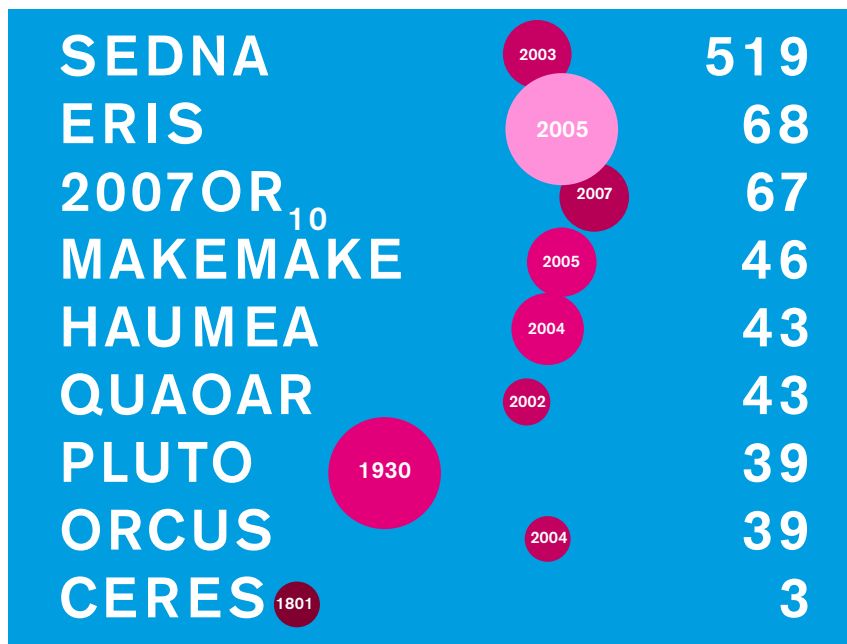 SEDNA 2003 519
ERIS 2005 68
2007OR10 2007 67
MAKEMAKE 2005 46
HAUMEA 2004 43
QUAOAR 2002 43
PLUTO 1930 39
ORCUS 2004 39
CERES 1801 3